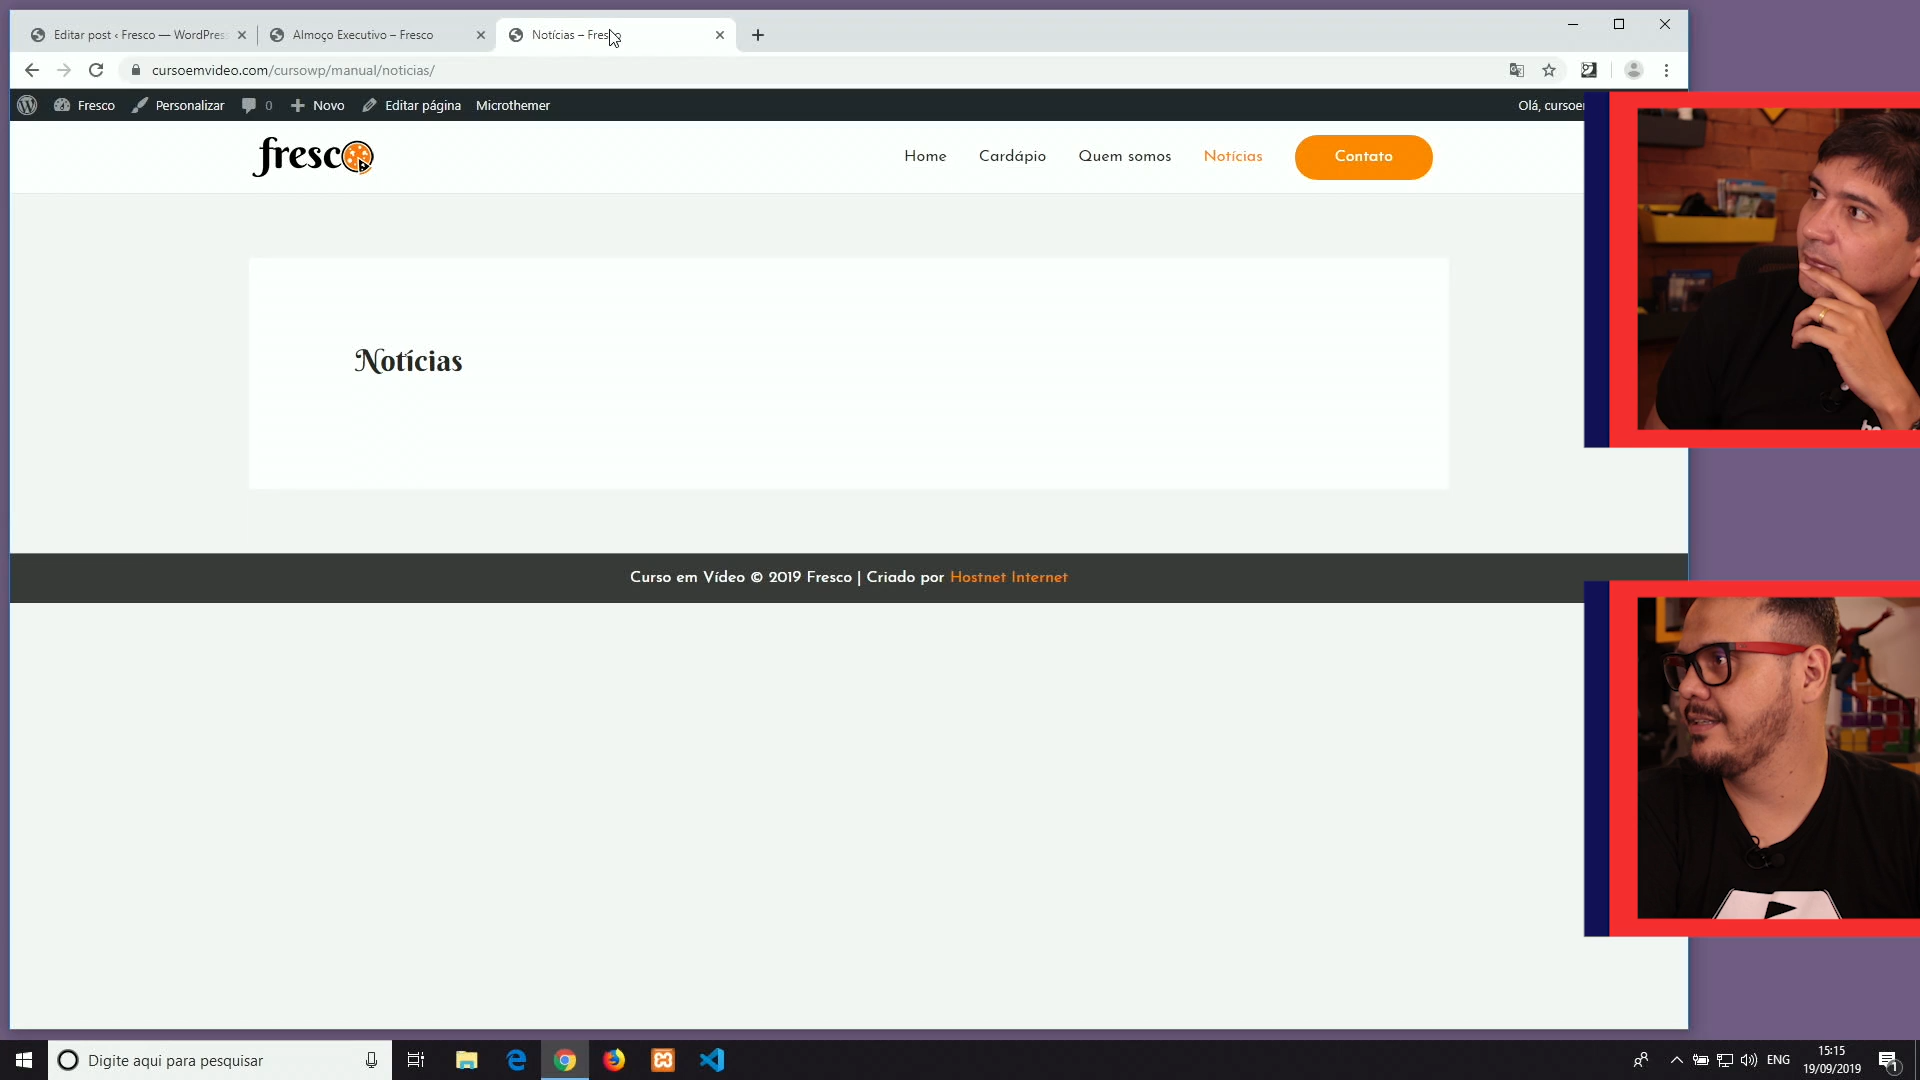 Editar post ‹ Fresco — WordPres
Almoço Executivo – Fresco
Notícias – Fresco
cursoemvideo.com/cursowp/manual/noticias/
Fresco
Personalizar
0
Novo
Editar página
Microthemer
Olá, cursoem
fresco
Home
Cardápio
Quem somos
Notícias
Contato
Notícias
Curso em Vídeo © 2019 Fresco | Criado por Hostnet Internet
Digite aqui para pesquisar
ENG
15:15
19/09/2019
1